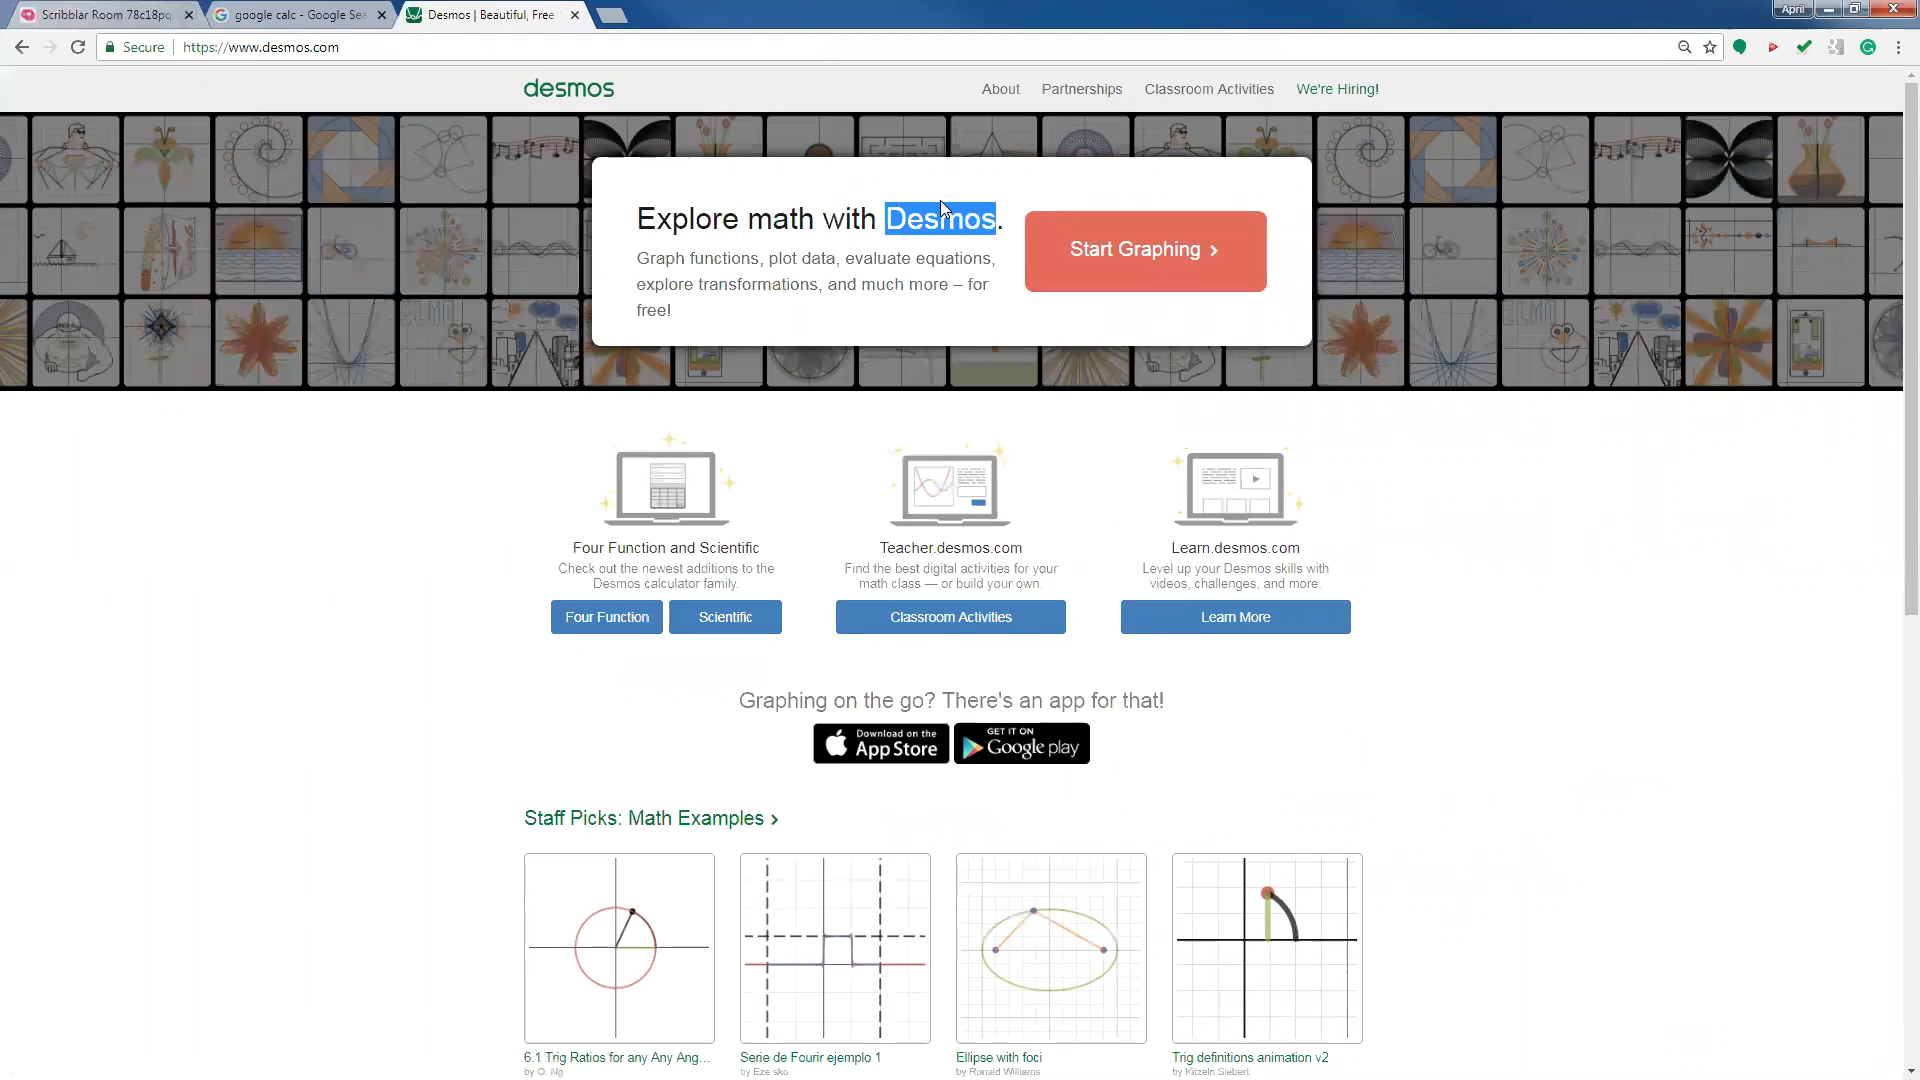 Scribblar Room 78c18pq
google calc - Google Sea
Desmos | Beautiful, Free
April
Secure
https://www.desmos.com
desmos
About
Partnerships
Classroom Activities
We're Hiring!
Explore math with Desmos.
Graph functions, plot data, evaluate equations,
explore transformations, and much more – for
free!
Start Graphing
Four Function and Scientific
Check out the newest additions to the
Desmos calculator family.
Four Function
Scientific
Teacher.desmos.com
Find the best digital activities for your
math class — or build your own.
Classroom Activities
Learn.desmos.com
Level up your Desmos skills with
videos, challenges, and more.
Learn More
Graphing on the go? There's an app for that!
Download on the
App Store
GET IT ON
Google play
Staff Picks: Math Examples
6.1 Trig Ratios for any Any Ang...
by O. Ng
Serie de Fourir ejemplo 1
by Eze sko
Ellipse with foci
by Ronald Williams
Trig definitions animation v2
by Kitzeln Siebert